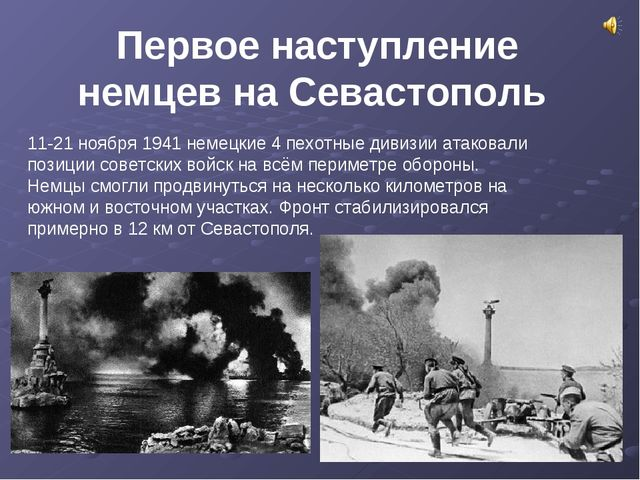 Первое наступление
немцев на Севастополь
11-21 ноября 1941 немецкие 4 пехотные дивизии атаковали
позиции советских войск на всём периметре обороны.
Немцы смогли продвинуться на несколько километров на
южном и восточном участках. Фронт стабилизировался
примерно в 12 км от Севастополя.